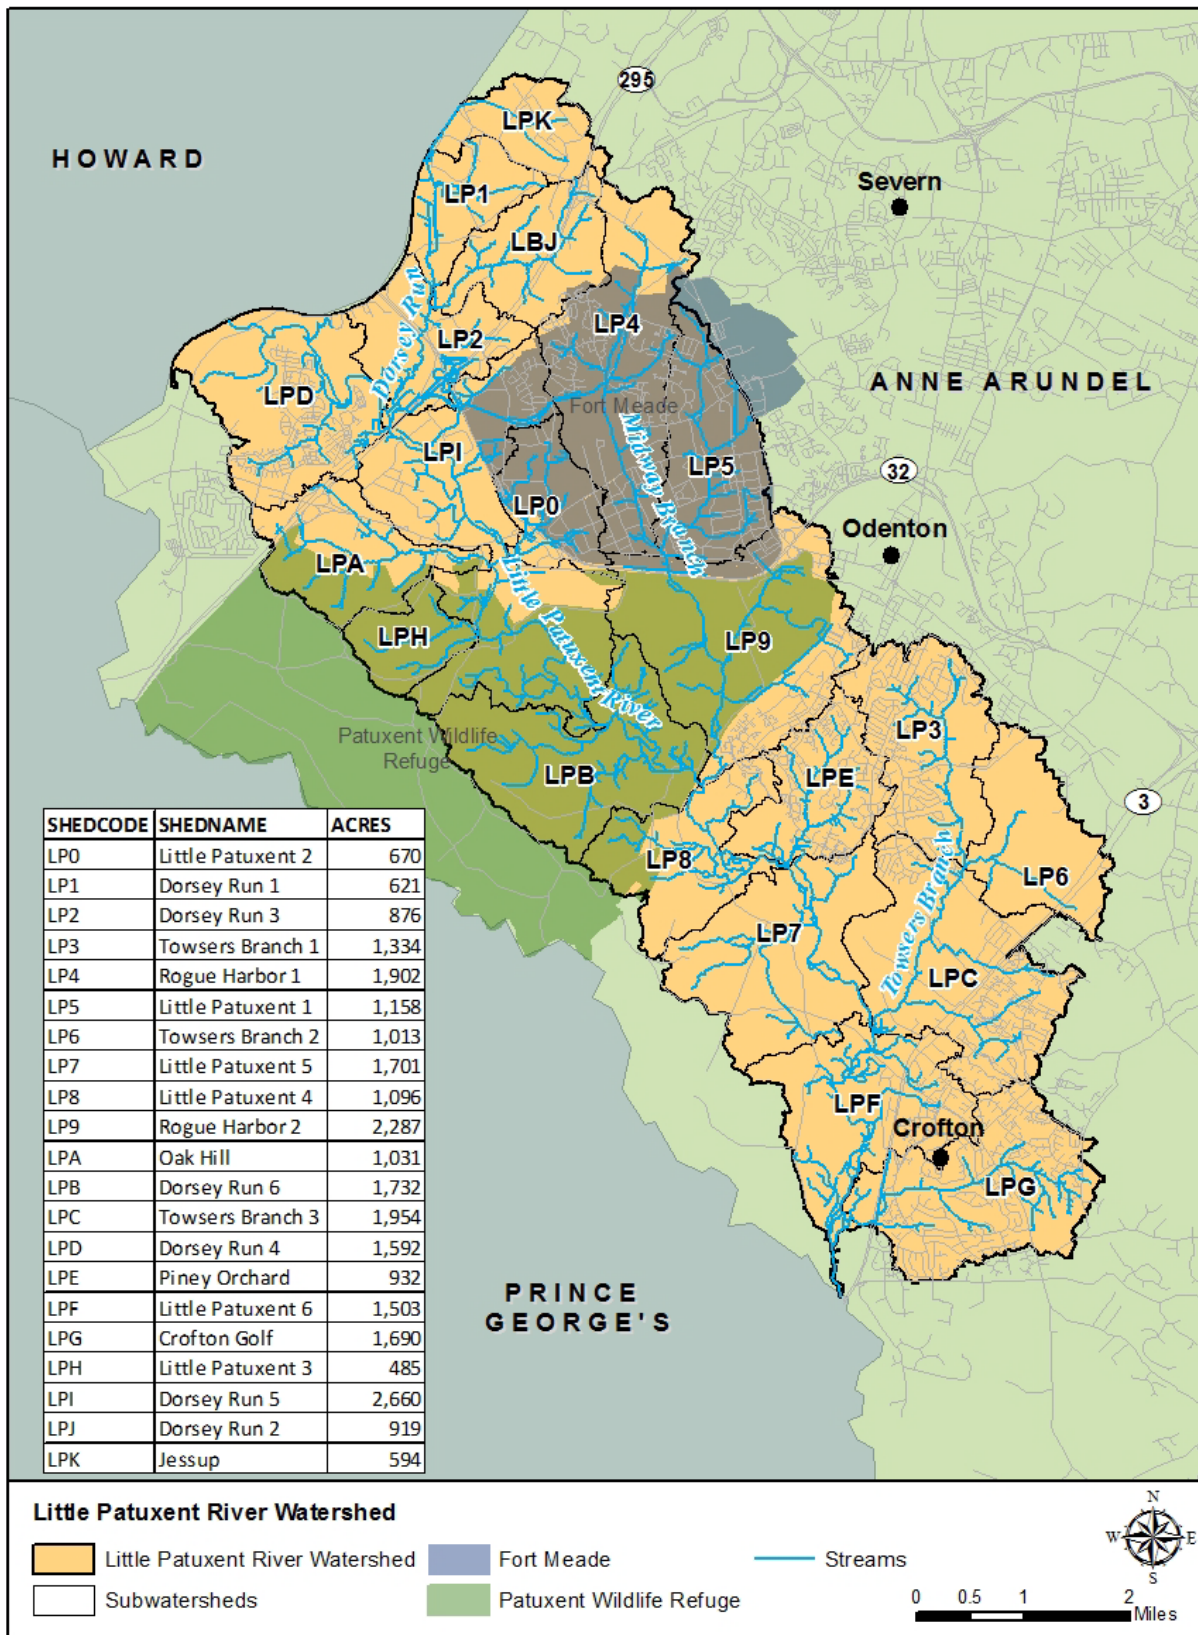 295
LPK
HOWARD
Severn
LP1
LBJ
Dorsey Run
LP4
LP2
ANNE ARUNDEL
LPD
Fort Meade
Midway Branch
LPI
LP5
32
LP0
Odenton
LPA
Little Patuxent River
LPH
LP9
LP3
Patuxent Wildlife
Refuge
LPB
LPE
3
LP8
LP6
Towsers Branch
LP7
LPC
LPF
Crofton
LPG
PRINCE
GEORGE'S
SHEDCODE SHEDNAME ACRES
LP0 Little Patuxent 2 670
LP1 Dorsey Run 1 621
LP2 Dorsey Run 3 876
LP3 Towsers Branch 1 1,334
LP4 Rogue Harbor 1 1,902
LP5 Little Patuxent 1 1,158
LP6 Towsers Branch 2 1,013
LP7 Little Patuxent 5 1,701
LP8 Little Patuxent 4 1,096
LP9 Rogue Harbor 2 2,287
LPA Oak Hill 1,031
LPB Dorsey Run 6 1,732
LPC Towsers Branch 3 1,954
LPD Dorsey Run 4 1,592
LPE Piney Orchard 932
LPF Little Patuxent 6 1,503
LPG Crofton Golf 1,690
LPH Little Patuxent 3 485
LPI Dorsey Run 5 2,660
LPJ Dorsey Run 2 919
LPK Jessup 594
Little Patuxent River Watershed
Little Patuxent River Watershed
Fort Meade
Streams
Subwatersheds
Patuxent Wildlife Refuge
N
W E
S
0 0.5 1 2
Miles